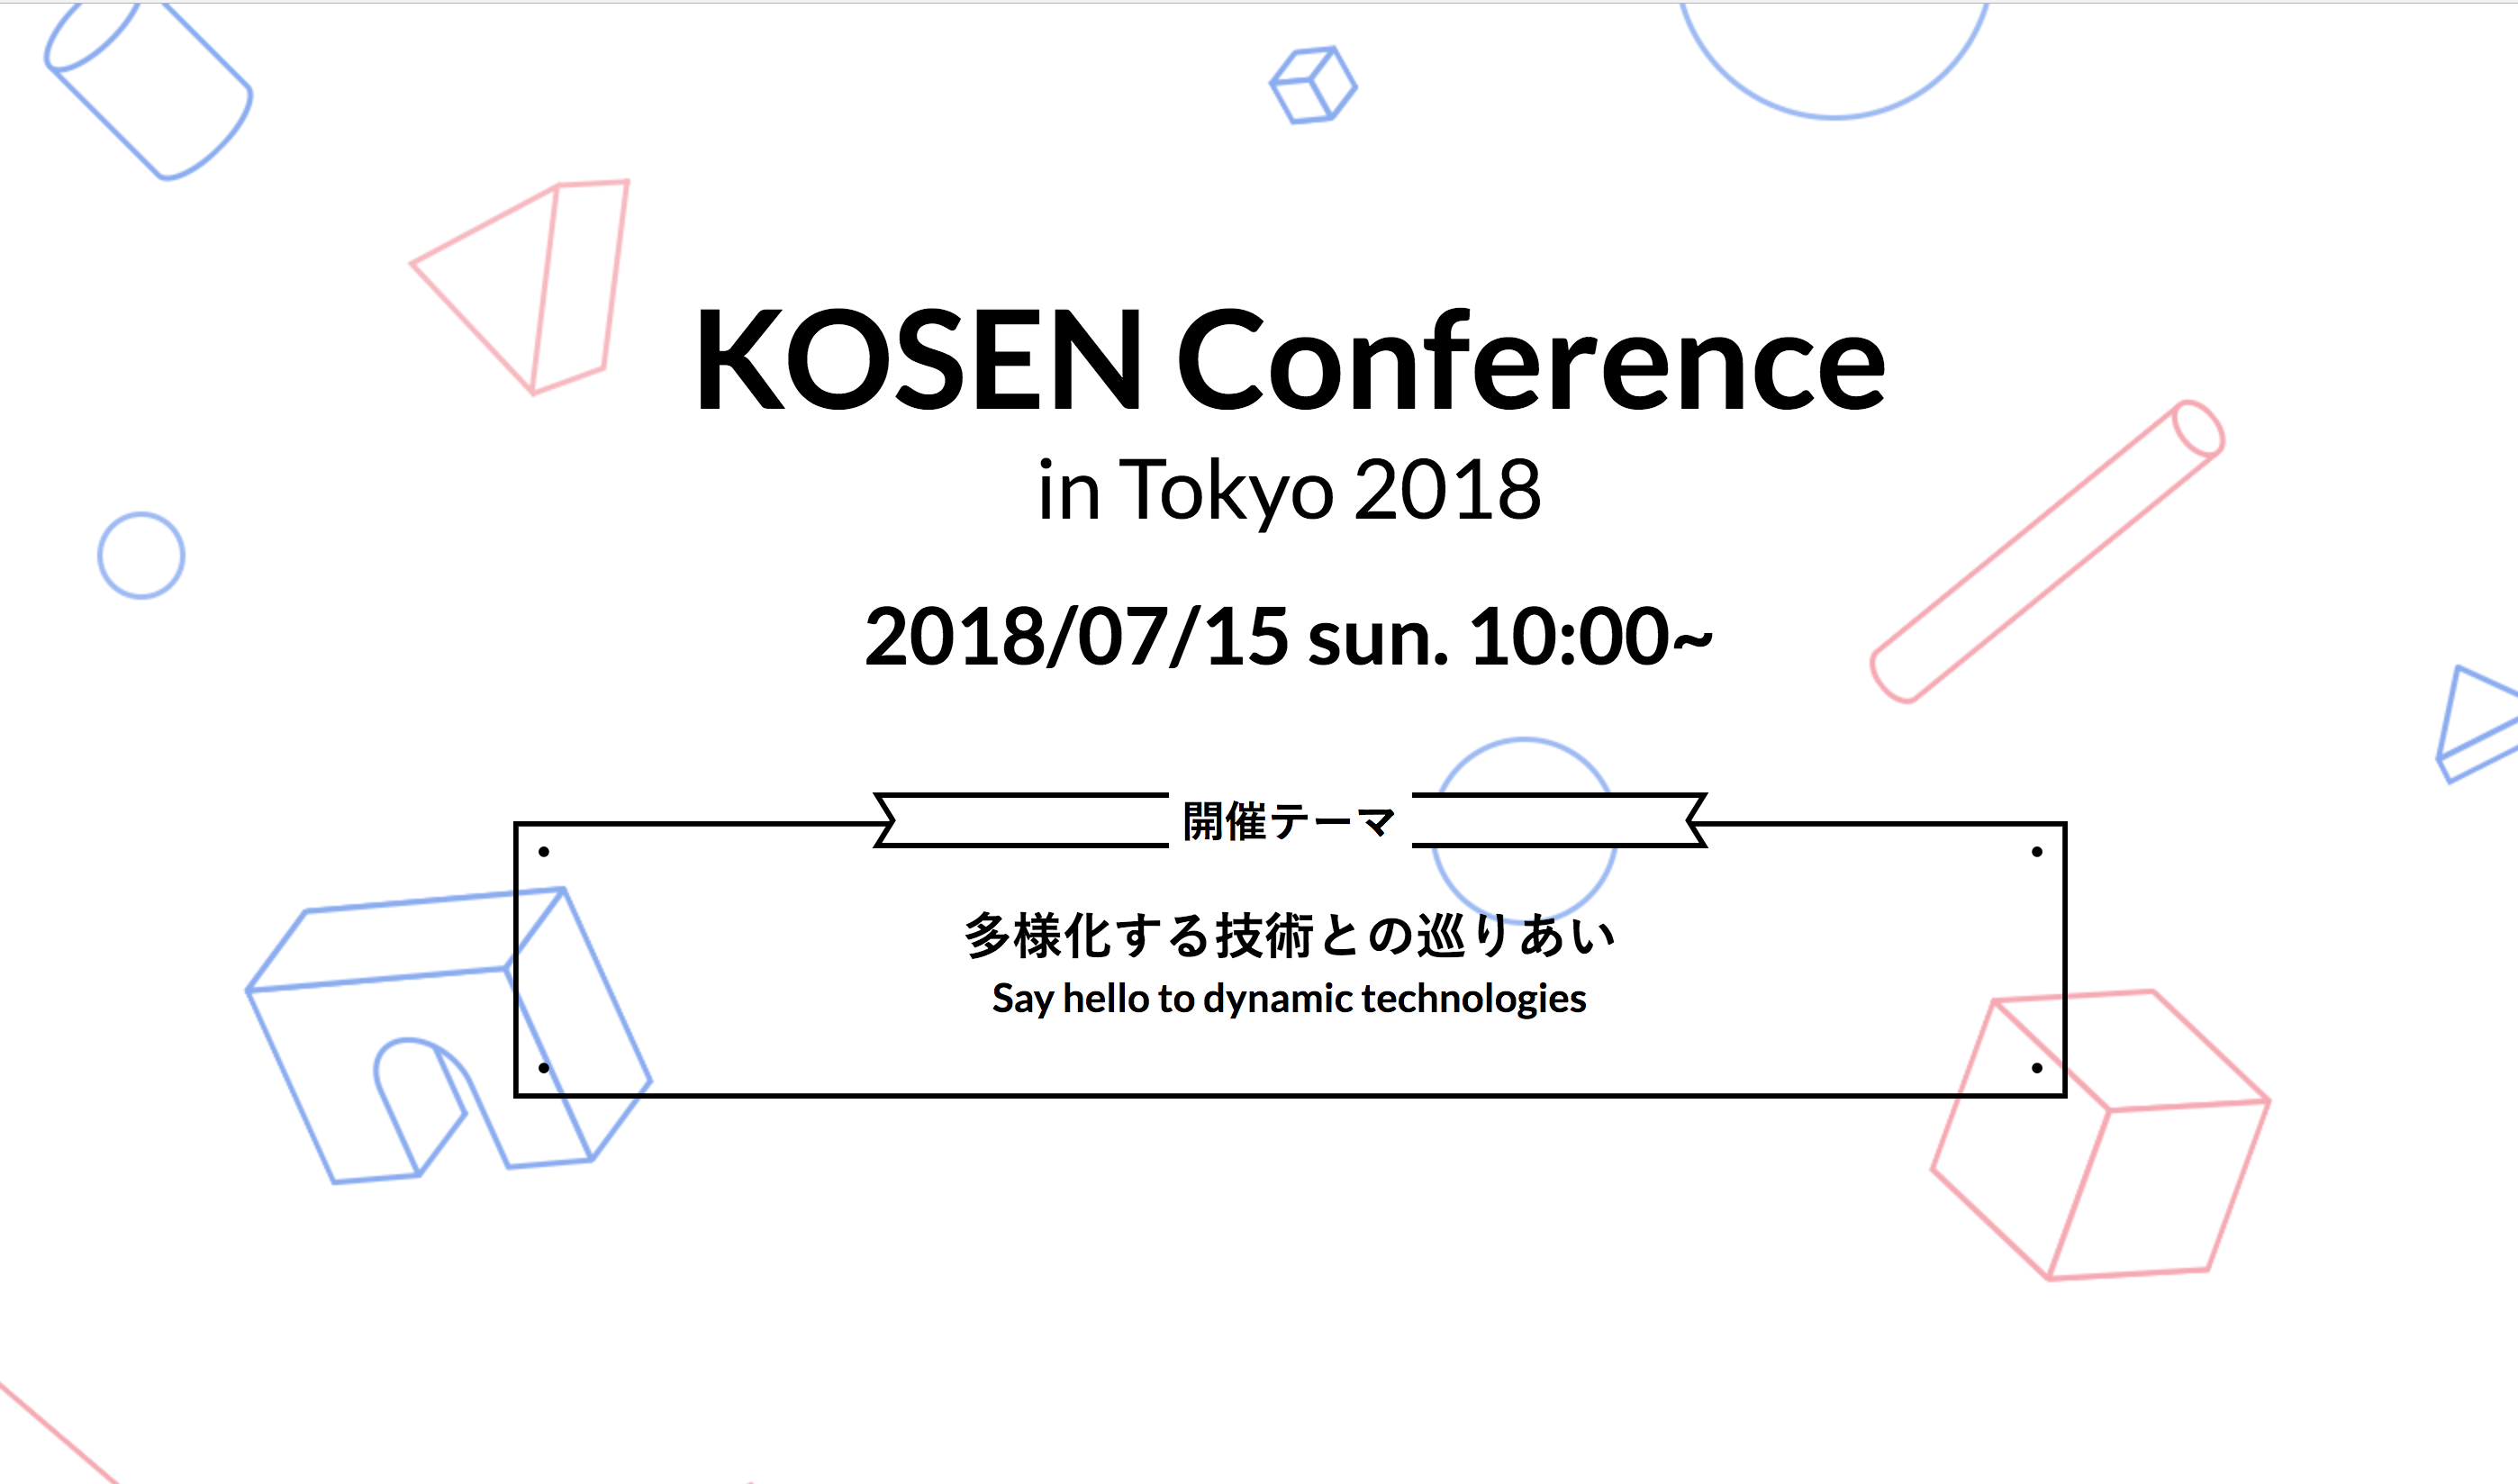 KOSEN Conference
in Tokyo 2018
2018/07/15 sun. 10:00~
開催テーマ
多様化する技術との巡りあい
Say hello to dynamic technologies